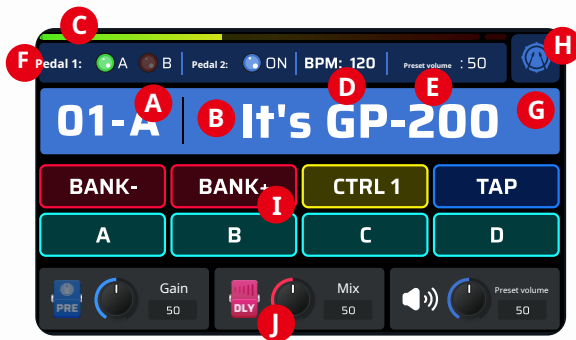 C
H
F Pedal 1: A B Pedal 2: ON BPM: 120 Preset volume : 50
A D E
01-A B It's GP-200 G
BANK- BANK+ CTRL 1 TAP
I
A B C D
PRE Gain 50 DLY Mix 50 Preset volume 50
J